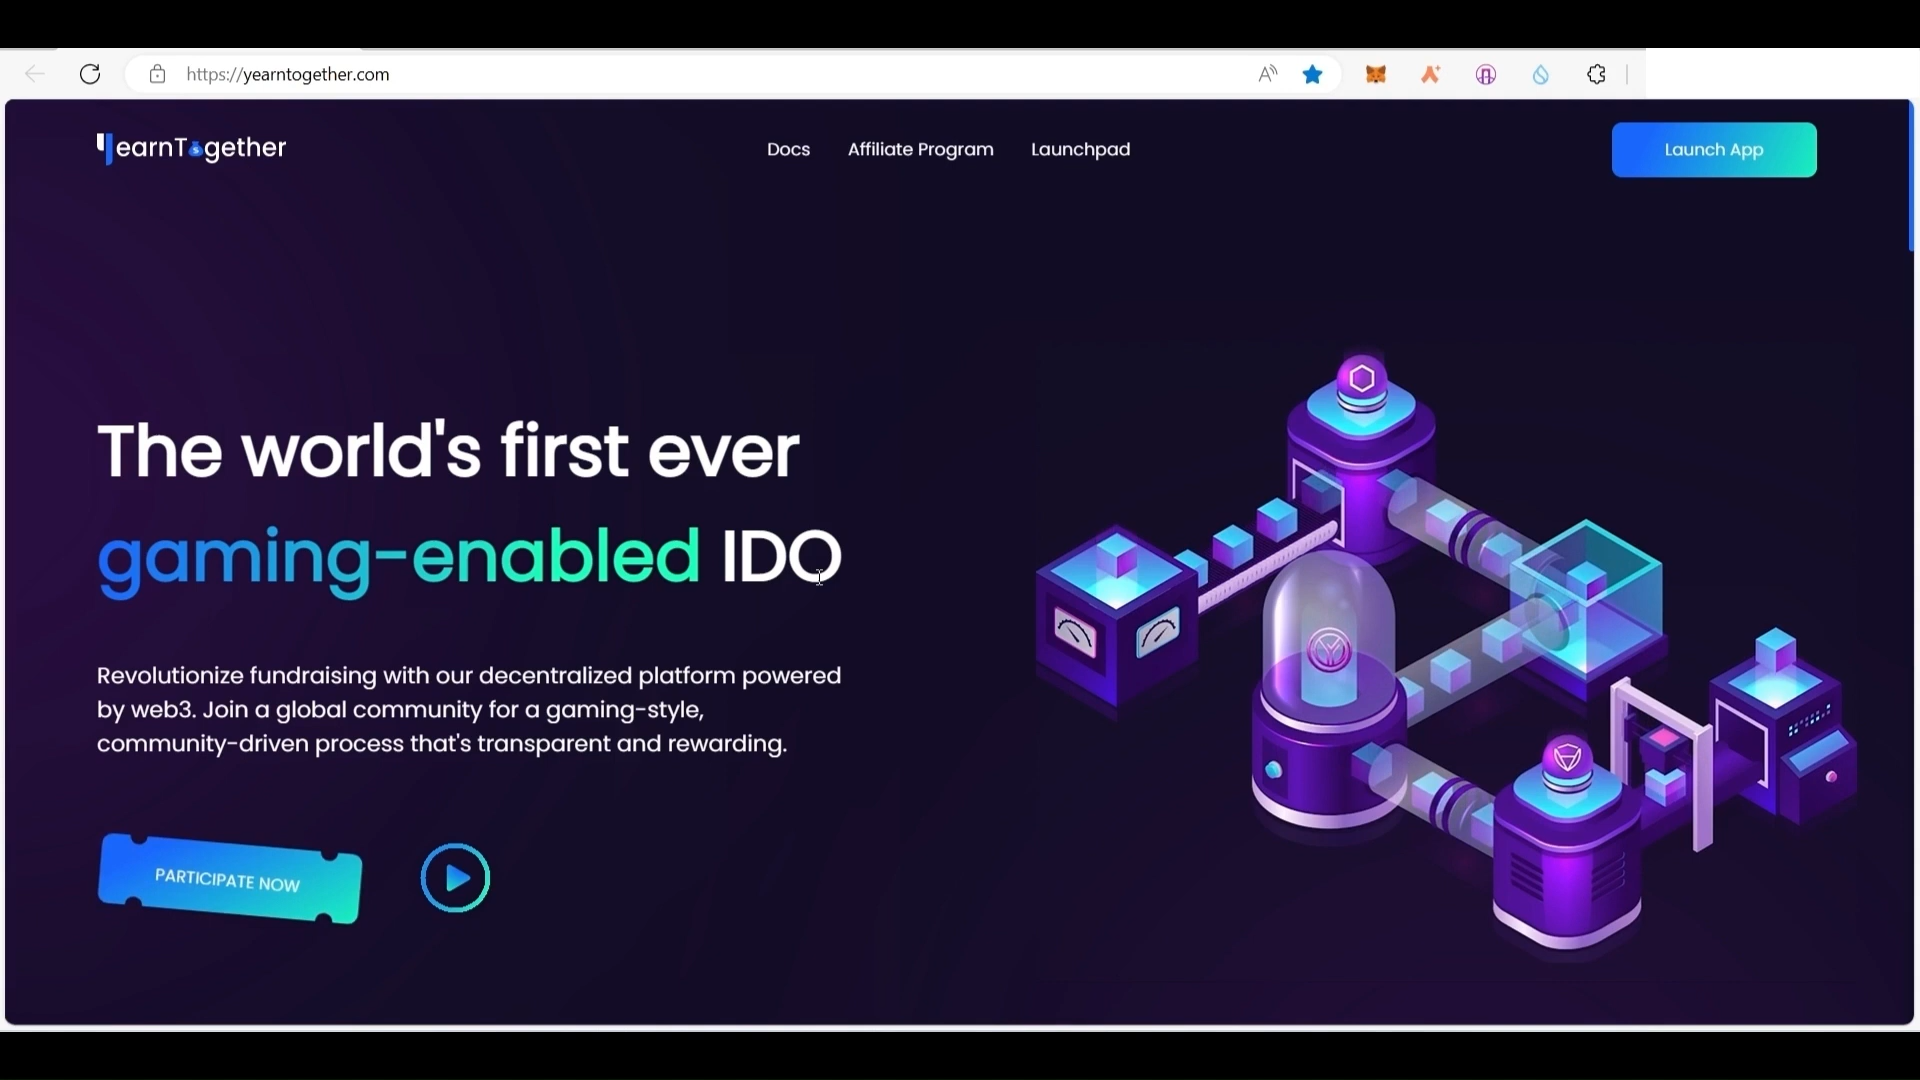 https://yearntogether.com
YearnTogether
Docs
Affiliate Program
Launchpad
Launch App
The world's first ever
gaming-enabled IDO
Revolutionize fundraising with our decentralized platform powered
by web3. Join a global community for a gaming-style,
community-driven process that's transparent and rewarding.
PARTICIPATE NOW